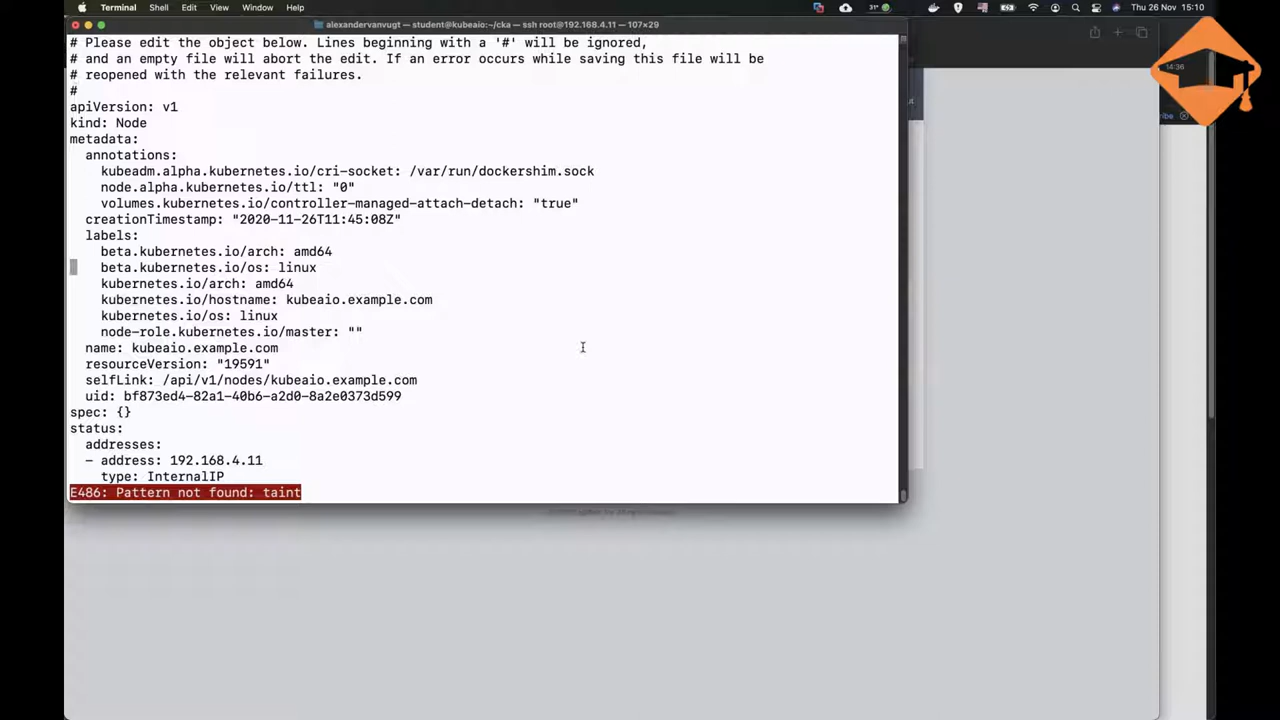 Terminal Shell Edit View Window Help
31° Thu 26 Nov 15:10
alexandervanvugt — student@kubeaio:~/cka — ssh root@192.168.4.11 — 107×29
# Please edit the object below. Lines beginning with a '#' will be ignored,
# and an empty file will abort the edit. If an error occurs while saving this file will be
# reopened with the relevant failures.
#
apiVersion: v1
kind: Node
metadata:
  annotations:
    kubeadm.alpha.kubernetes.io/cri-socket: /var/run/dockershim.sock
    node.alpha.kubernetes.io/ttl: "0"
    volumes.kubernetes.io/controller-managed-attach-detach: "true"
  creationTimestamp: "2020-11-26T11:45:08Z"
  labels:
    beta.kubernetes.io/arch: amd64
    beta.kubernetes.io/os: linux
    kubernetes.io/arch: amd64
    kubernetes.io/hostname: kubeaio.example.com
    kubernetes.io/os: linux
    node-role.kubernetes.io/master: ""
  name: kubeaio.example.com
  resourceVersion: "19591"
  selfLink: /api/v1/nodes/kubeaio.example.com
  uid: bf873ed4-82a1-40b6-a2d0-8a2e0373d599
spec: {}
status:
  addresses:
  - address: 192.168.4.11
    type: InternalIP
E486: Pattern not found: taint
14:36